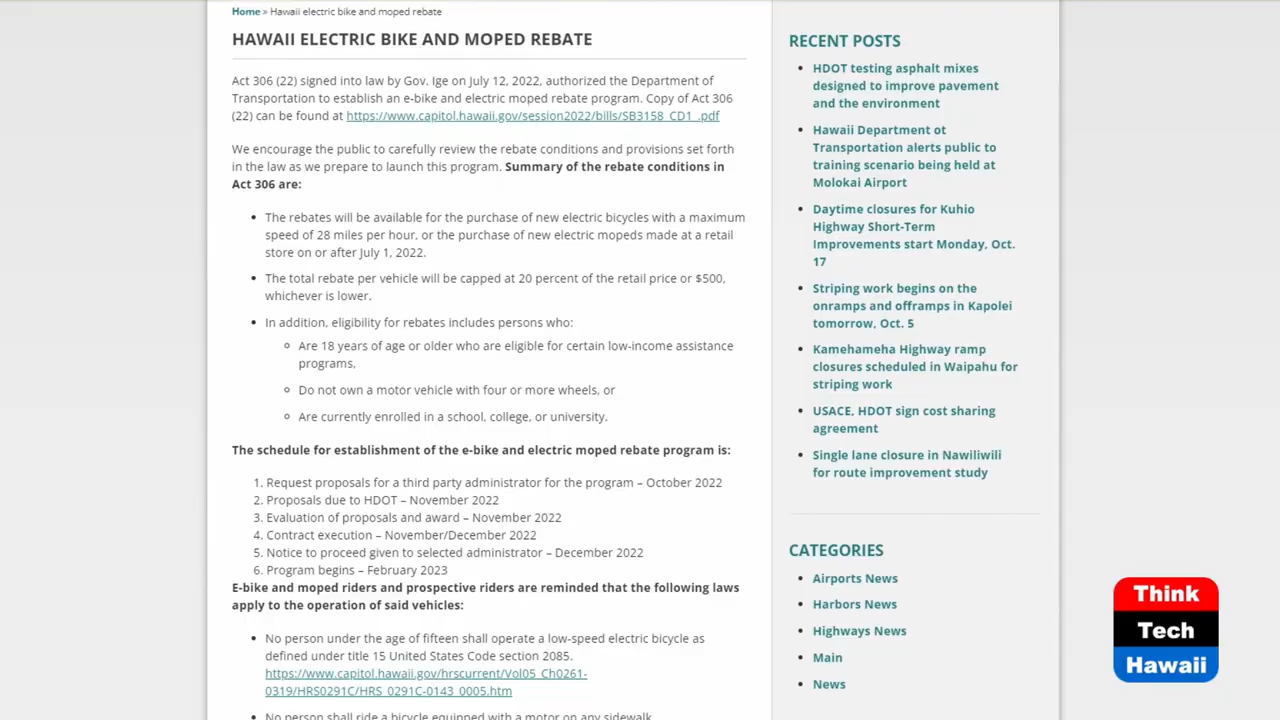 Home » Hawaii electric bike and moped rebate
HAWAII ELECTRIC BIKE AND MOPED REBATE
Act 306 (22) signed into law by Gov. Ige on July 12, 2022, authorized the Department of
Transportation to establish an e-bike and electric moped rebate program. Copy of Act 306
(22) can be found at https://www.capitol.hawaii.gov/session2022/bills/SB3158_CD1_.pdf
We encourage the public to carefully review the rebate conditions and provisions set forth
in the law as we prepare to launch this program. Summary of the rebate conditions in
Act 306 are:
• The rebates will be available for the purchase of new electric bicycles with a maximum
speed of 28 miles per hour, or the purchase of new electric mopeds made at a retail
store on or after July 1, 2022.
• The total rebate per vehicle will be capped at 20 percent of the retail price or $500,
whichever is lower.
• In addition, eligibility for rebates includes persons who:
◦ Are 18 years of age or older who are eligible for certain low-income assistance
programs,
◦ Do not own a motor vehicle with four or more wheels, or
◦ Are currently enrolled in a school, college, or university.
The schedule for establishment of the e-bike and electric moped rebate program is:
1. Request proposals for a third party administrator for the program – October 2022
2. Proposals due to HDOT – November 2022
3. Evaluation of proposals and award – November 2022
4. Contract execution – November/December 2022
5. Notice to proceed given to selected administrator – December 2022
6. Program begins – February 2023
E-bike and moped riders and prospective riders are reminded that the following laws
apply to the operation of said vehicles:
• No person under the age of fifteen shall operate a low-speed electric bicycle as
defined under title 15 United States Code section 2085.
https://www.capitol.hawaii.gov/hrscurrent/Vol05_Ch0261-
0319/HRS0291C/HRS_0291C-0143_0005.htm
• No person shall ride a bicycle equipped with a motor on any sidewalk.
RECENT POSTS
• HDOT testing asphalt mixes
designed to improve pavement
and the environment
• Hawaii Department ot
Transportation alerts public to
training scenario being held at
Molokai Airport
• Daytime closures for Kuhio
Highway Short-Term
Improvements start Monday, Oct.
17
• Striping work begins on the
onramps and offramps in Kapolei
tomorrow, Oct. 5
• Kamehameha Highway ramp
closures scheduled in Waipahu for
striping work
• USACE, HDOT sign cost sharing
agreement
• Single lane closure in Nawiliwili
for route improvement study
CATEGORIES
• Airports News
• Harbors News
• Highways News
• Main
• News
Think
Tech
Hawaii